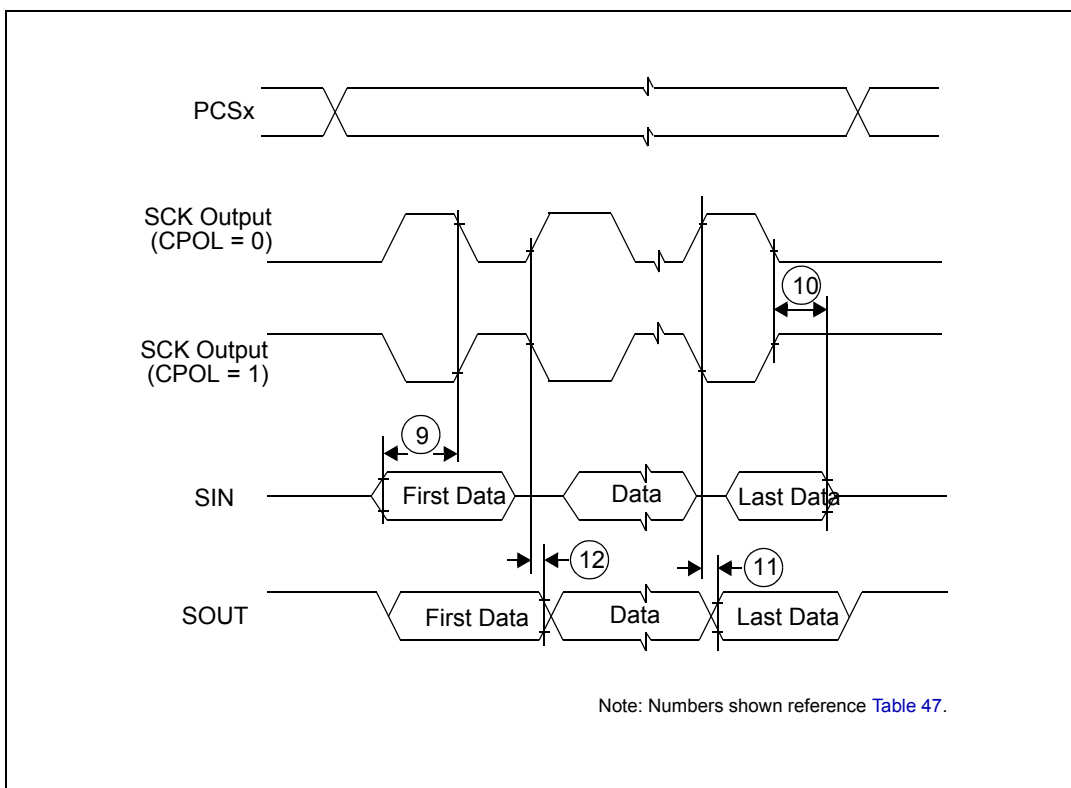 PCSx
SCK Output
(CPOL = 0)
10
SCK Output
(CPOL = 1)
9
SIN
First Data
Data
Last Data
12
11
SOUT
First Data
Data
Last Data
Note: Numbers shown reference Table 47.